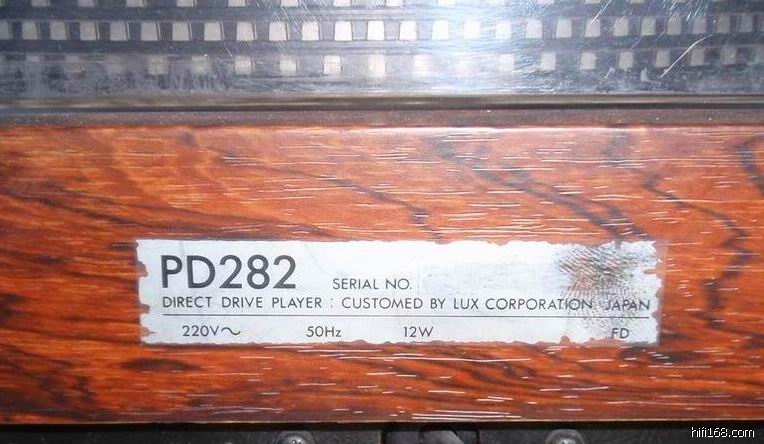 PD282 SERIAL NO.
DIRECT DRIVE PLAYER : CUSTOMED BY LUX CORPORATION, JAPAN
220V～ 50Hz 12W FD
hifi168.com